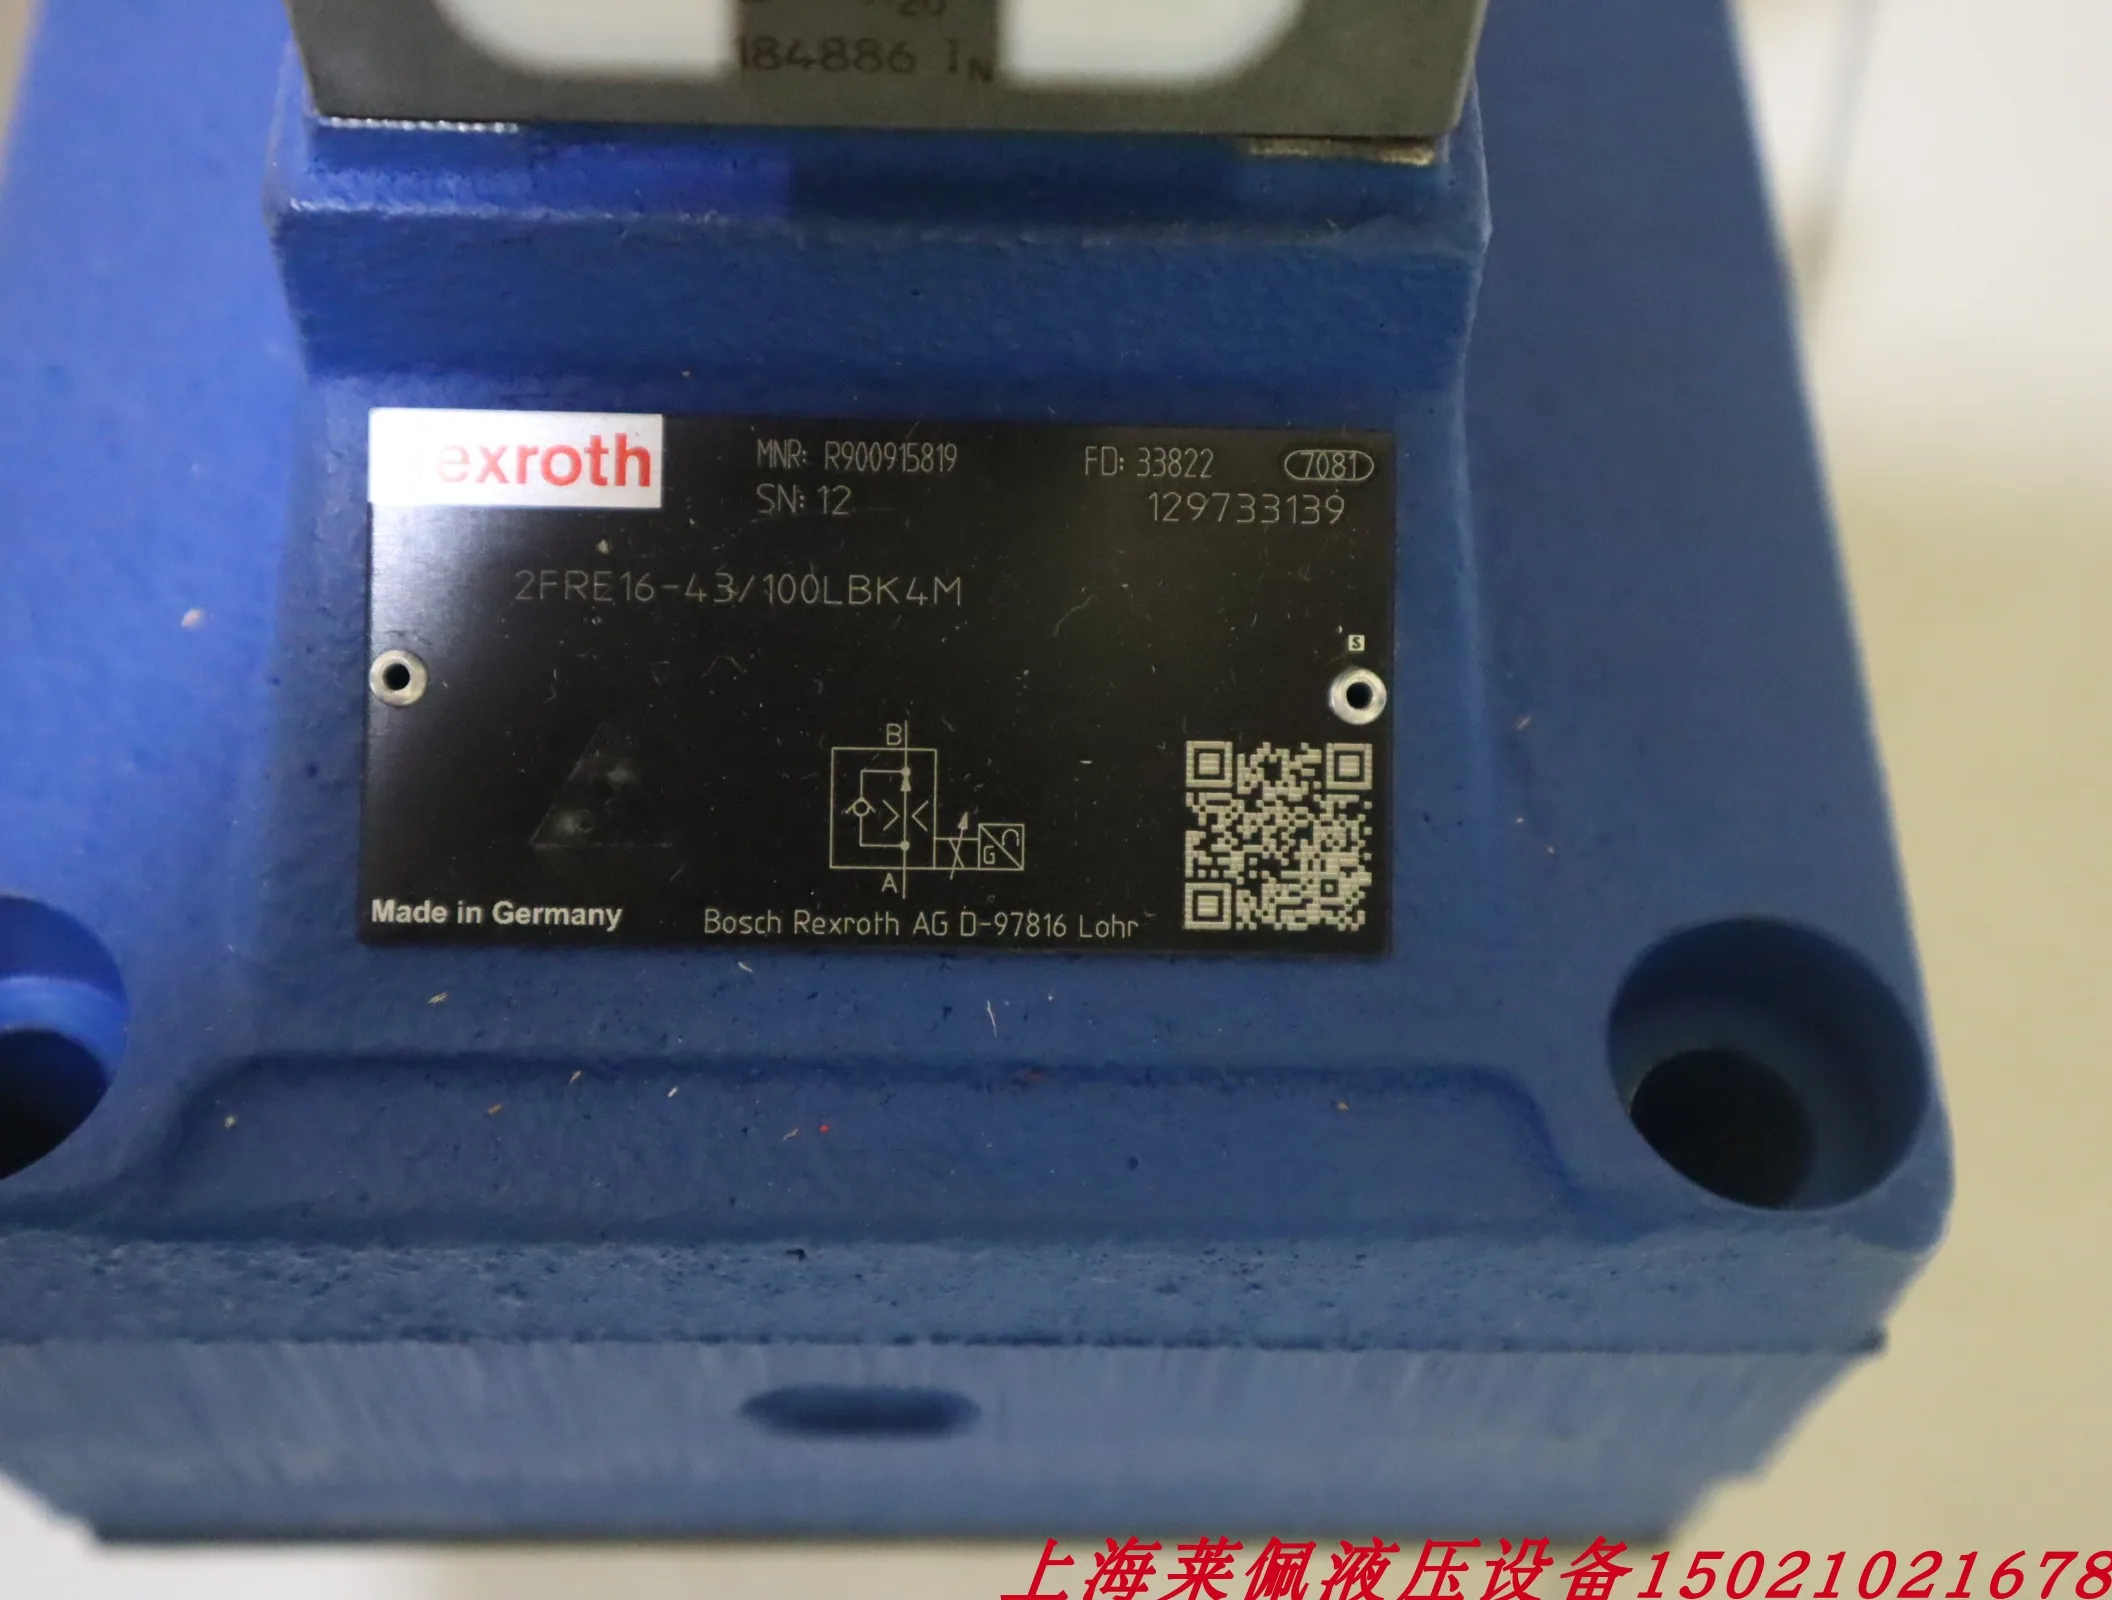 184886 IN
Rexroth
MNR: R900915819
FD: 33822
7081
SN: 12
129733139
2FRE16-43/100LBK4M
S
B
G
A
Made in Germany
Bosch Rexroth AG D-97816 Lohr
上海莱佩液压设备15021021678